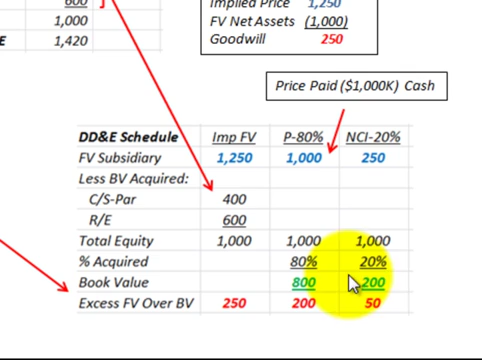 600
1,000
E 1,420
Implied Price 1,250
FV Net Assets (1,000)
Goodwill 250
Price Paid ($1,000K) Cash
DD&E Schedule Imp FV P-80% NCI-20%
FV Subsidiary 1,250 1,000 250
Less BV Acquired:
C/S-Par 400
R/E 600
Total Equity 1,000 1,000 1,000
% Acquired 80% 20%
Book Value 800 200
Excess FV Over BV 250 200 50